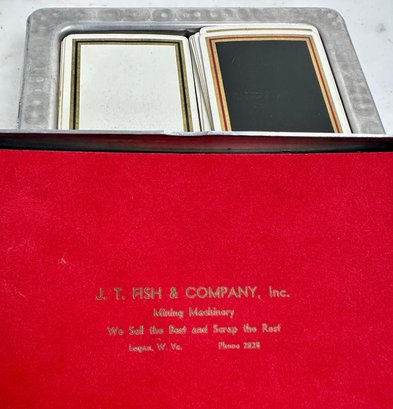 J. T. FISH & COMPANY, Inc.
Mining Machinery
We Sell the Best and Scrap the Rest
Logan, W. Va. Phone 2828